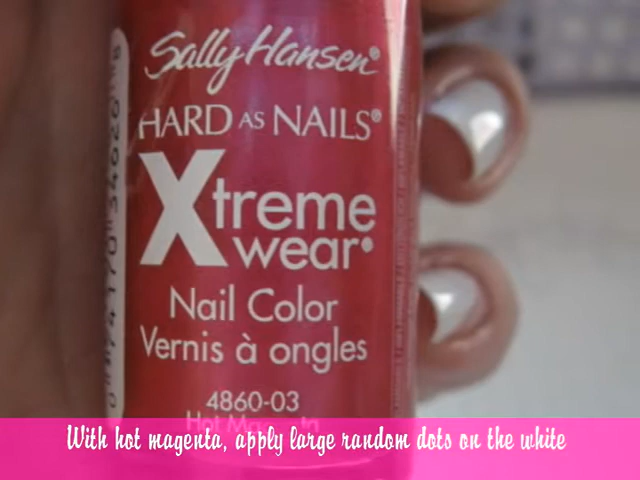 Sally Hansen®
HARD AS NAILS®
Xtreme
wear®
Nail Color
Vernis à ongles
4860-03
Hot
With hot magenta, apply large random dots on the white